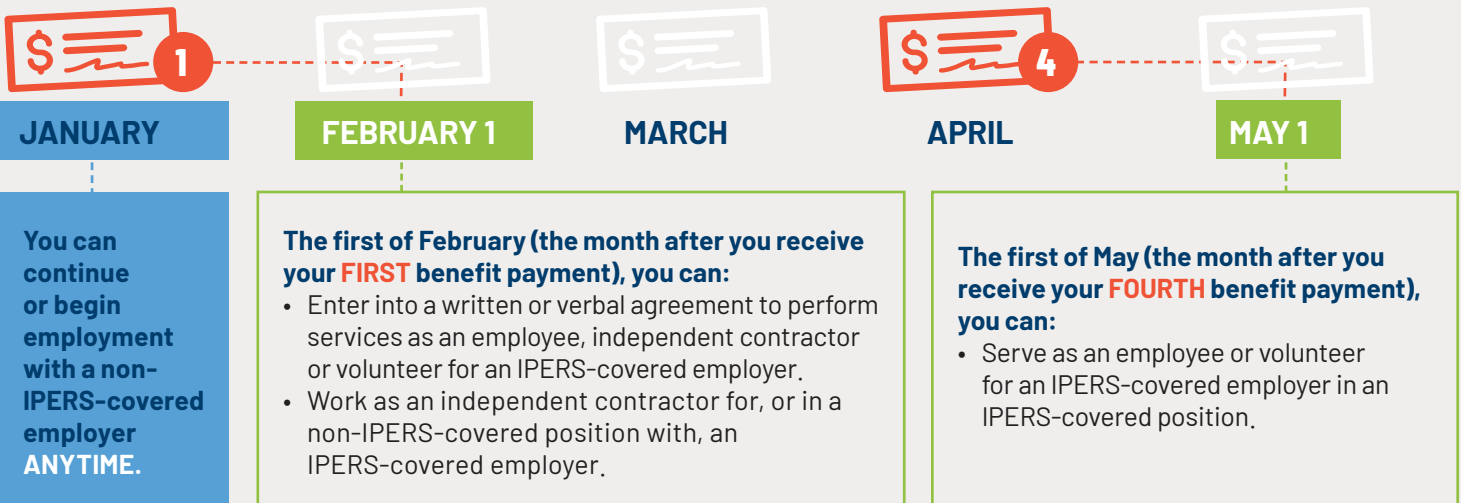 $ 1
$
$
$ 4
$
JANUARY
FEBRUARY 1
MARCH
APRIL
MAY 1
You can
continue
or begin
employment
with a non-
IPERS-covered
employer
ANYTIME.
The first of February (the month after you receive
your FIRST benefit payment), you can:
• Enter into a written or verbal agreement to perform
services as an employee, independent contractor
or volunteer for an IPERS-covered employer.
• Work as an independent contractor for, or in a
non-IPERS-covered position with, an
IPERS-covered employer.
The first of May (the month after you
receive your FOURTH benefit payment),
you can:
• Serve as an employee or volunteer
for an IPERS-covered employer in an
IPERS-covered position.